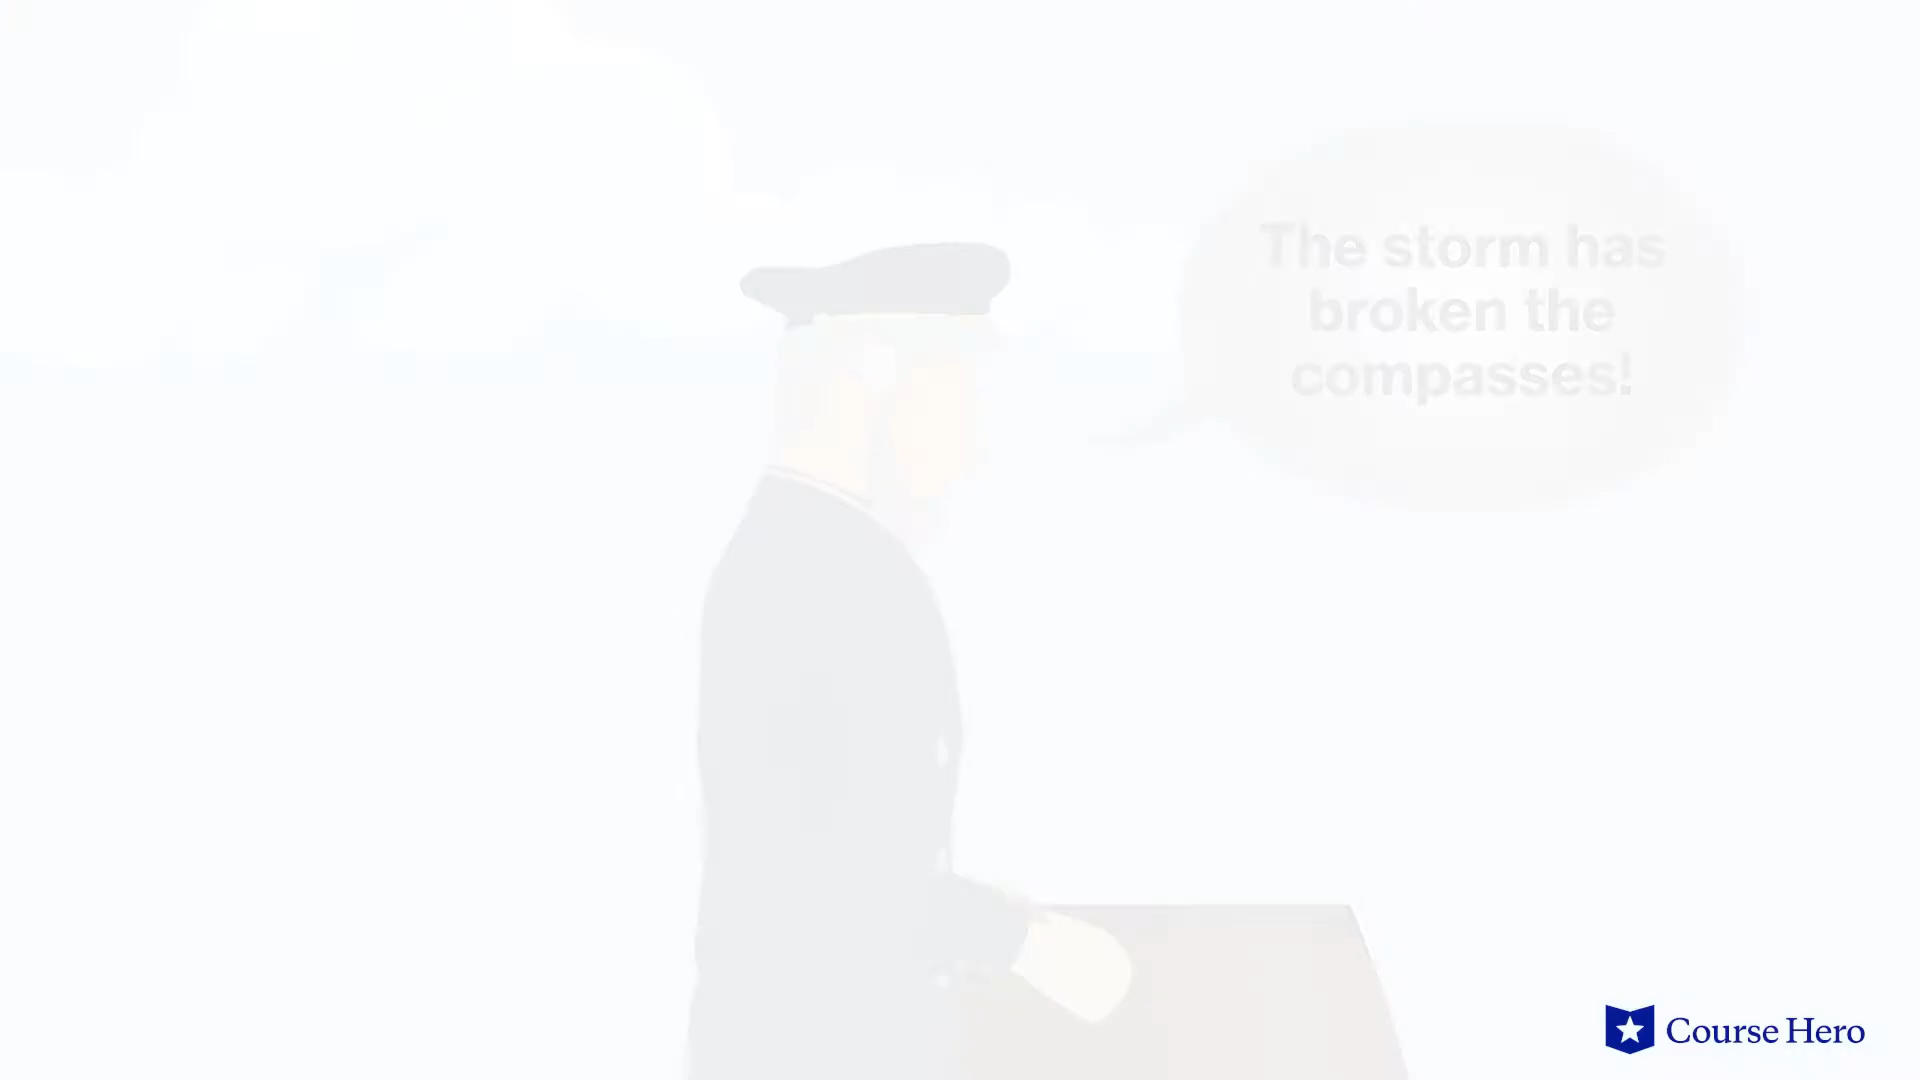 The storm has
broken the
compasses!
Course Hero